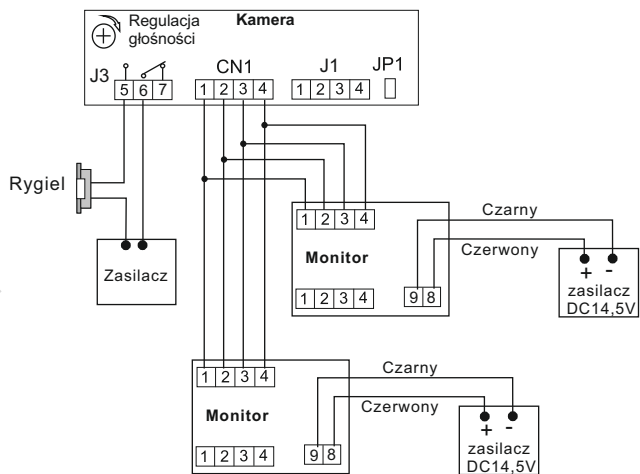 Regulacja
głośności
Kamera
J3
CN1
J1
JP1
5 6 7
1 2 3 4
1 2 3 4
Rygiel
Zasilacz
1 2 3 4
Monitor
1 2 3 4
9 8
Czarny
Czerwony
+ -
zasilacz
DC14,5V
1 2 3 4
Monitor
1 2 3 4
9 8
Czarny
Czerwony
+ -
zasilacz
DC14,5V